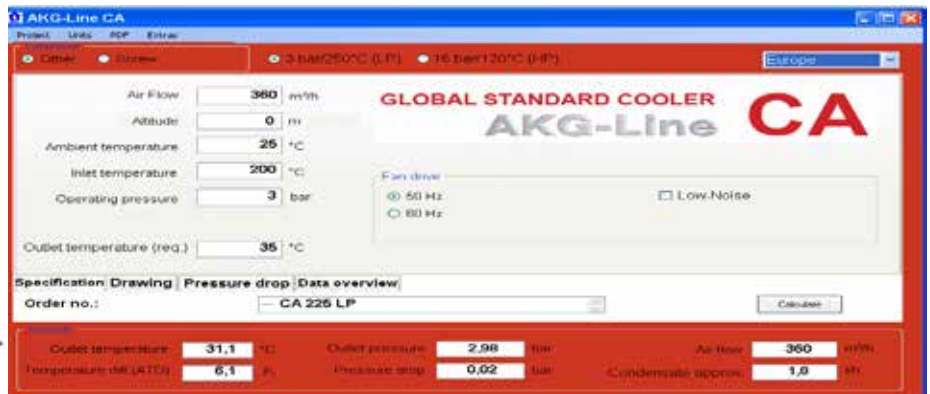 AKG-Line CA
Project Units PDF Extras
Other Screw 3 bar/250°C (LP) 16 bar/120°C (HP) Europe
Air Flow 360 m³/h
Altitude 0 m
Ambient temperature 25 °C
Inlet temperature 200 °C
Operating pressure 3 bar
Outlet temperature (req.) 35 °C
GLOBAL STANDARD COOLER
AKG-Line CA
Fan drive
50 Hz Low-Noise
60 Hz
Specification Drawing Pressure drop Data overview
Order no.: CA 225 LP Calculate
Outlet temperature 31,1 °C Outlet pressure 2,98 bar Air flow 360 m³/h
Temperature diff.(ATD) 6,1 Pressure drop 0,02 bar Condensate approx. l/h